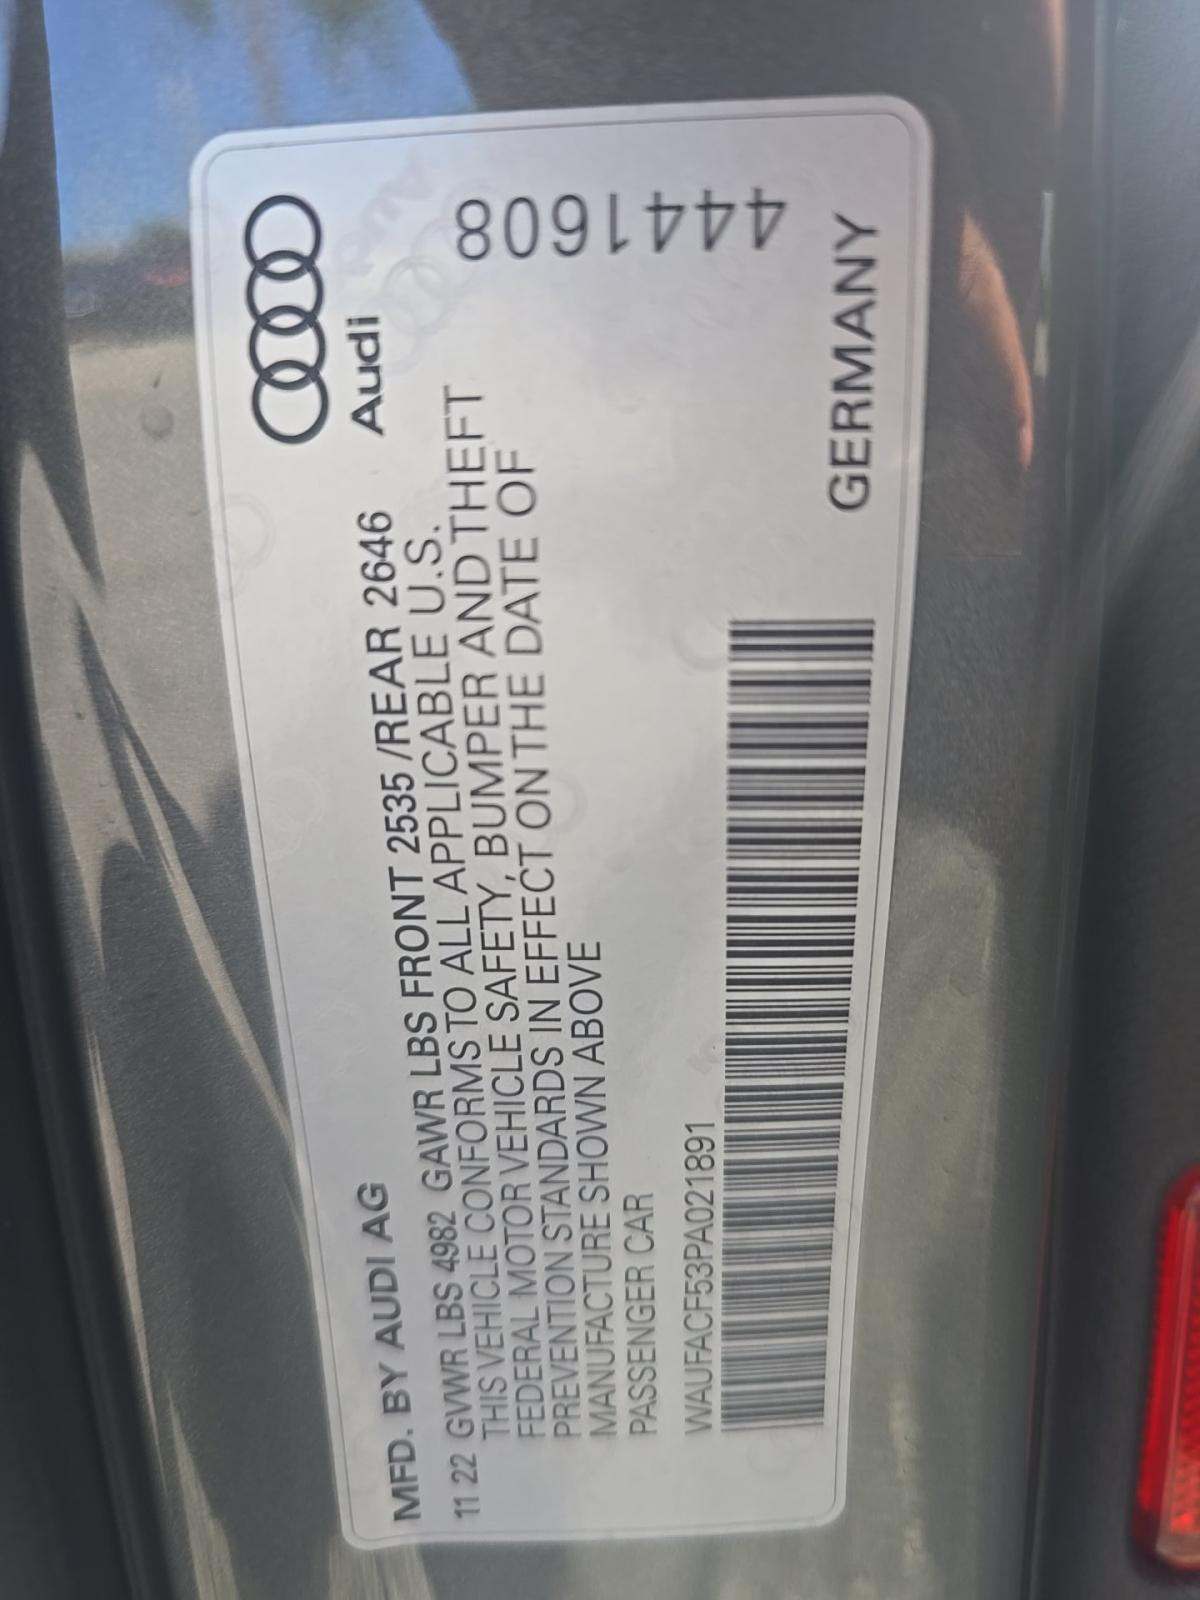 MFD. BY AUDI AG
Audi
11 22 GVWR LBS 4982 GAWR LBS FRONT 2535 /REAR 2646
THIS VEHICLE CONFORMS TO ALL APPLICABLE U.S.
FEDERAL MOTOR VEHICLE SAFETY, BUMPER AND THEFT
PREVENTION STANDARDS IN EFFECT ON THE DATE OF
MANUFACTURE SHOWN ABOVE
PASSENGER CAR
WAUFACF53PA021891
4441608
GERMANY